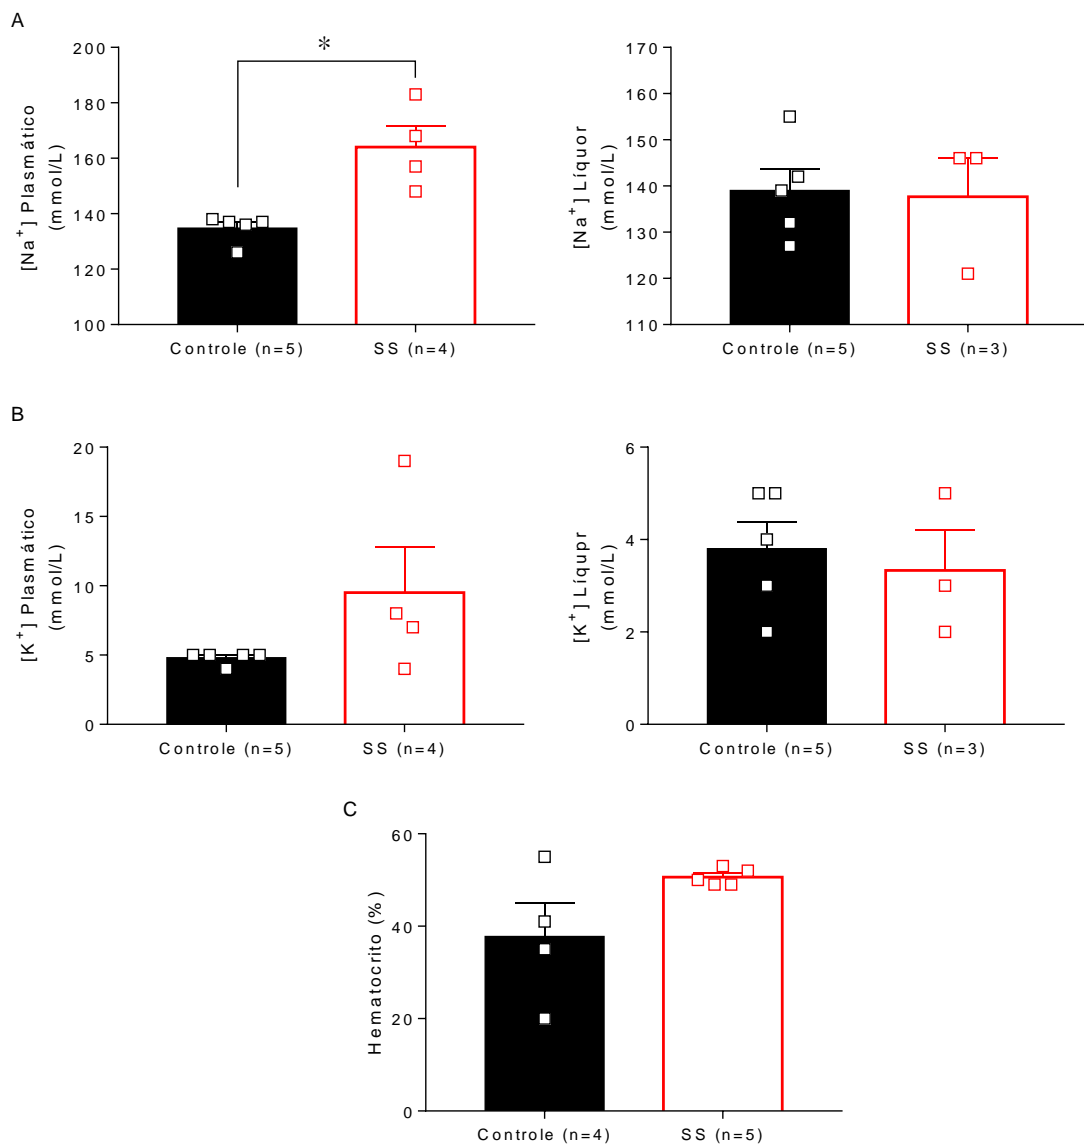 A
*
[Na+] Plasmático
(mmol/L)
200
180
160
140
120
100
Controle (n=5)
SS (n=4)
[Na+] Líquor
(mmol/L)
170
160
150
140
130
120
110
Controle (n=5)
SS (n=3)
B
[K+] Plasmático
(mmol/L)
20
15
10
5
0
Controle (n=5)
SS (n=4)
[K+] Líqupr
(mmol/L)
6
4
2
0
Controle (n=5)
SS (n=3)
C
Hematocrito (%)
60
40
20
0
Controle (n=4)
SS (n=5)